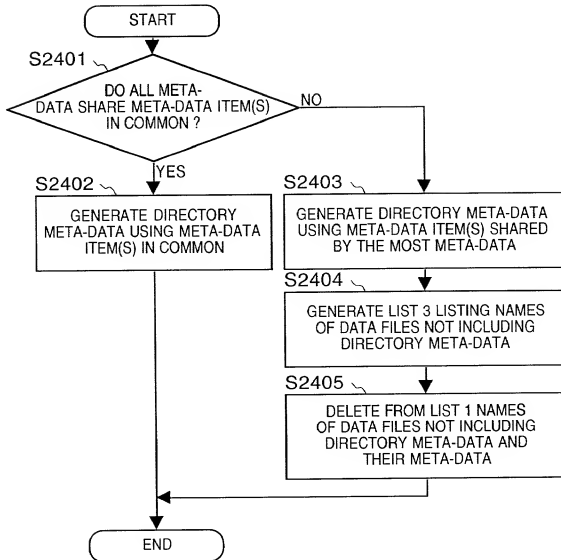 START
S2401
DO ALL META-
DATA SHARE META-DATA ITEM(S)
IN COMMON ?
NO
YES
S2402
GENERATE DIRECTORY
META-DATA USING META-DATA
ITEM(S) IN COMMON
S2403
GENERATE DIRECTORY META-DATA
USING META-DATA ITEM(S) SHARED
BY THE MOST META-DATA
S2404
GENERATE LIST 3 LISTING NAMES
OF DATA FILES NOT INCLUDING
DIRECTORY META-DATA
S2405
DELETE FROM LIST 1 NAMES
OF DATA FILES NOT INCLUDING
DIRECTORY META-DATA AND
THEIR META-DATA
END